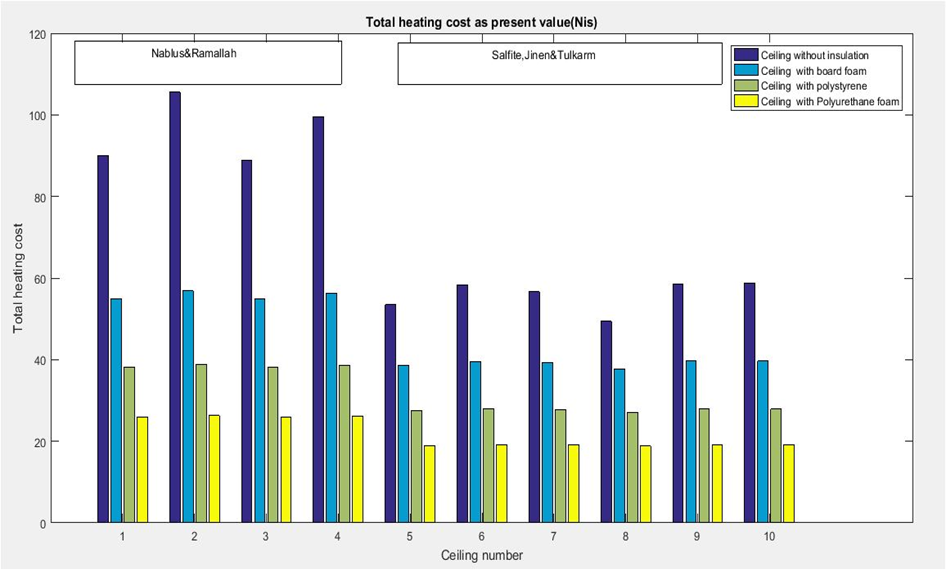 Total heating cost as present value(Nis)
Nablus&Ramallah
Salfite,Jinen&Tulkarm
Ceiling without insulation
Ceiling with board foam
Ceiling with polystyrene
Ceiling with Polyurethane foam
Total heating cost
120
100
80
60
40
20
0
1 2 3 4 5 6 7 8 9 10
Ceiling number